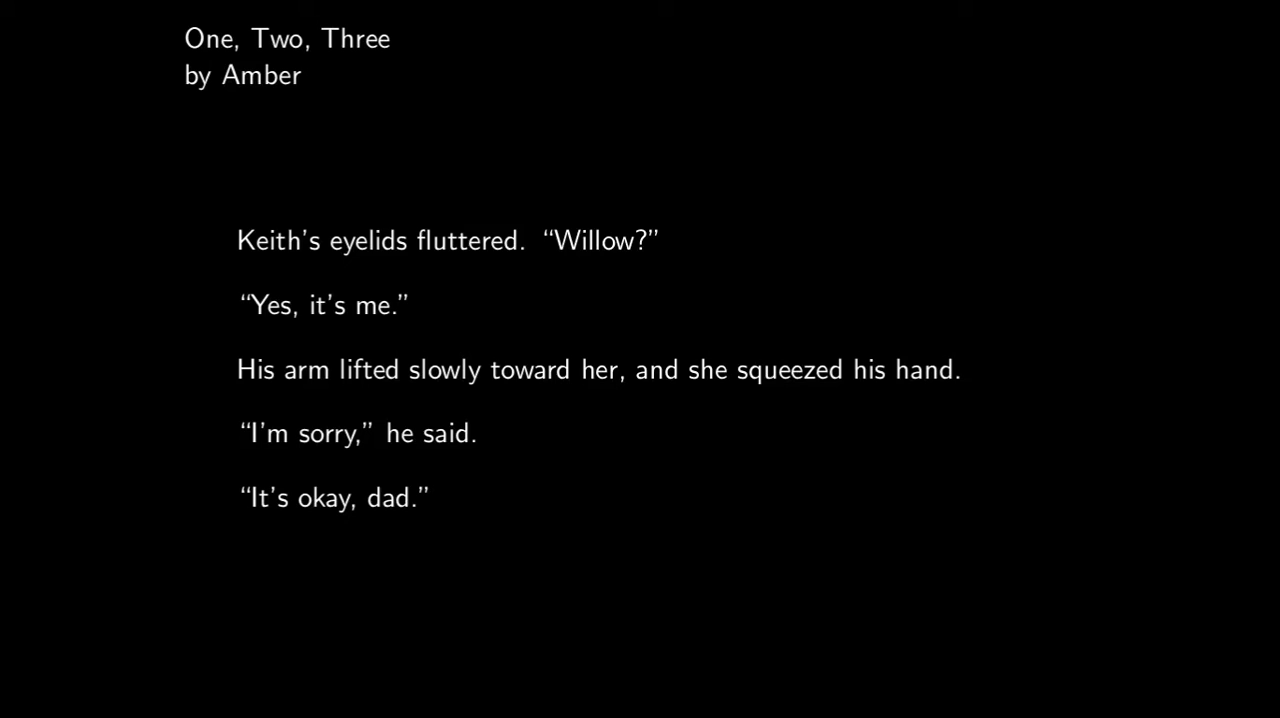 One, Two, Three
by Amber
Keith's eyelids fluttered. “Willow?”
“Yes, it's me.”
His arm lifted slowly toward her, and she squeezed his hand.
“I'm sorry,” he said.
“It's okay, dad.”